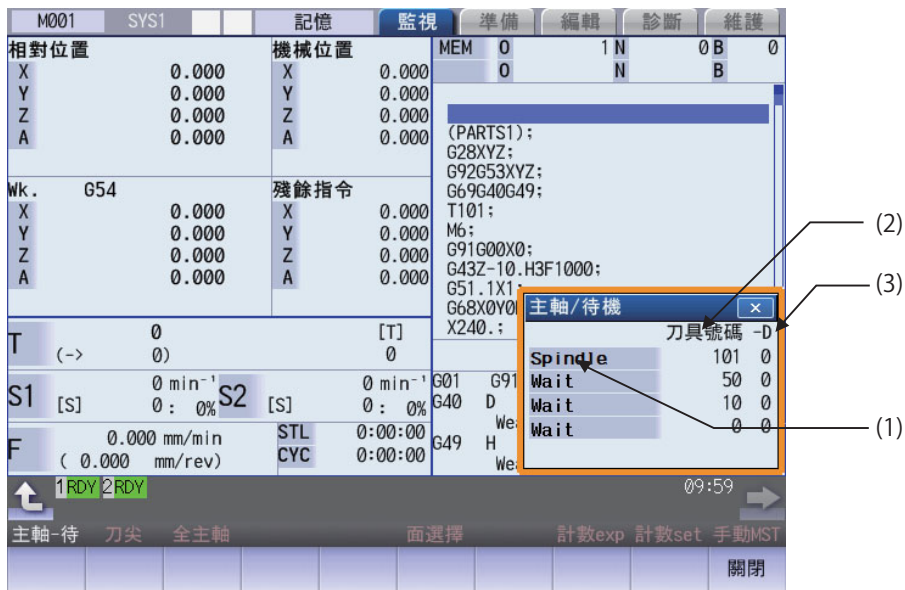 M001 SYS1 記憶 監視 準備 編輯 診斷 維護
相對位置
X 0.000
Y 0.000
Z 0.000
A 0.000
機械位置
X 0.000
Y 0.000
Z 0.000
A 0.000
Wk. G54
X 0.000
Y 0.000
Z 0.000
A 0.000
殘餘指令
X 0.000
Y 0.000
Z 0.000
A 0.000
T 0 [T]
(-> 0) 0
S1 [S] 0 min⁻¹ 0: 0%
S2 [S] 0 min⁻¹ 0: 0%
F 0.000 mm/min
( 0.000 mm/rev)
STL 0:00:00
CYC 0:00:00
MEM O 1 N 0 B 0
O N B
(PARTS1);
G28XYZ;
G92G53XYZ;
G69G40G49;
T101;
M6;
G91G00X0;
G43Z-10.H3F1000;
G51.1X1;
G68X0Y0
X240.;
G01 G91
G40 D
We
G49 H
We
主軸/待機 ×
刀具號碼 -D
Spindle 101 0
Wait 50 0
Wait 10 0
Wait 0 0
(2)
(3)
(1)
1 RDY 2 RDY 09:59
主軸-待 刀尖 全主軸 面選擇 計數exp 計數set 手動MST
關閉